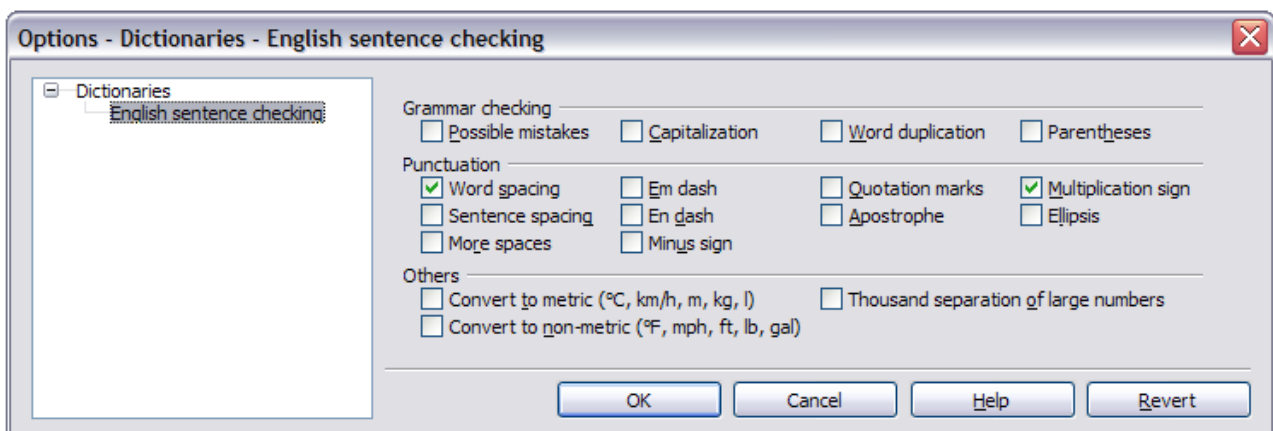 Options - Dictionaries - English sentence checking
Dictionaries
English sentence checking
Grammar checking
Possible mistakes Capitalization Word duplication Parentheses
Punctuation
Word spacing Em dash Quotation marks Multiplication sign
Sentence spacing En dash Apostrophe Ellipsis
More spaces Minus sign
Others
Convert to metric (ºC, km/h, m, kg, l) Thousand separation of large numbers
Convert to non-metric (ºF, mph, ft, lb, gal)
OK Cancel Help Revert